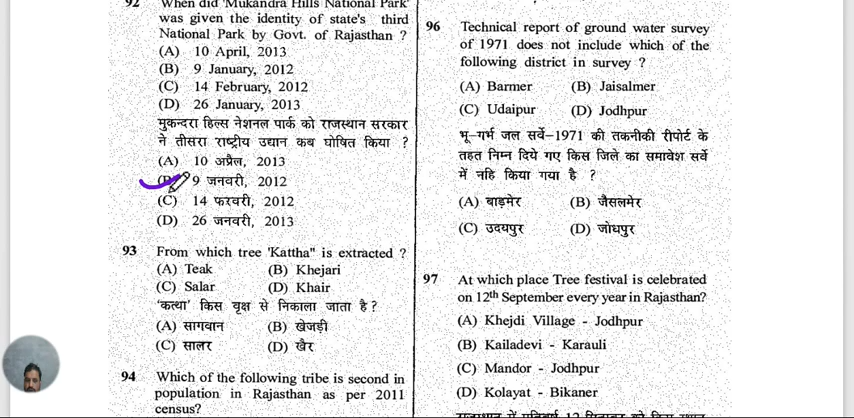 92 When did 'Mukandra Hills National Park'
was given the identity of state's third
National Park by Govt. of Rajasthan ?
(A) 10 April, 2013
(B) 9 January, 2012
(C) 14 February, 2012
(D) 26 January, 2013
मुकन्दरा हिल्स नेशनल पार्क को राजस्थान सरकार
ने तीसरा राष्ट्रीय उद्यान कब घोषित किया ?
(A) 10 अप्रैल, 2013
9 जनवरी, 2012
(C) 14 फरवरी, 2012
(D) 26 जनवरी, 2013
93 From which tree 'Kattha" is extracted ?
(A) Teak (B) Khejari
(C) Salar (D) Khair
'कत्था' किस वृक्ष से निकाला जाता है ?
(A) सागवान (B) खेजड़ी
(C) सालर (D) खैर
94 Which of the following tribe is second in
population in Rajasthan as per 2011
census?
96 Technical report of ground water survey
of 1971 does not include which of the
following district in survey ?
(A) Barmer (B) Jaisalmer
(C) Udaipur (D) Jodhpur
भू-गर्भ जल सर्वे-1971 की तकनीकी रीपोर्ट के
तहत निम्न दिये गए किस जिले का समावेश सर्वे
में नहि किया गया है ?
(A) बाड़मेर (B) जैसलमेर
(C) उदयपुर (D) जोधपुर
97 At which place Tree festival is celebrated
on 12th September every year in Rajasthan?
(A) Khejdi Village - Jodhpur
(B) Kailadevi - Karauli
(C) Mandor - Jodhpur
(D) Kolayat - Bikaner